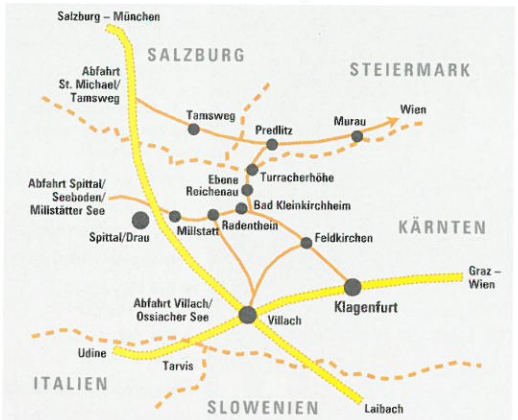 Salzburg – München
SALZBURG
STEIERMARK
Abfahrt
St. Michael/
Tamsweg
Tamsweg
Predlitz
Murau
Wien
Turracherhöhe
Ebene
Reichenau
Abfahrt Spittal/
Seeboden/
Millstätter See
Bad Kleinkirchheim
Spittal/Drau
Millstatt
Radenthein
Feldkirchen
KÄRNTEN
Graz –
Wien
Klagenfurt
Abfahrt Villach/
Ossiacher See
Villach
Udine
Tarvis
ITALIEN
SLOWENIEN
Laibach